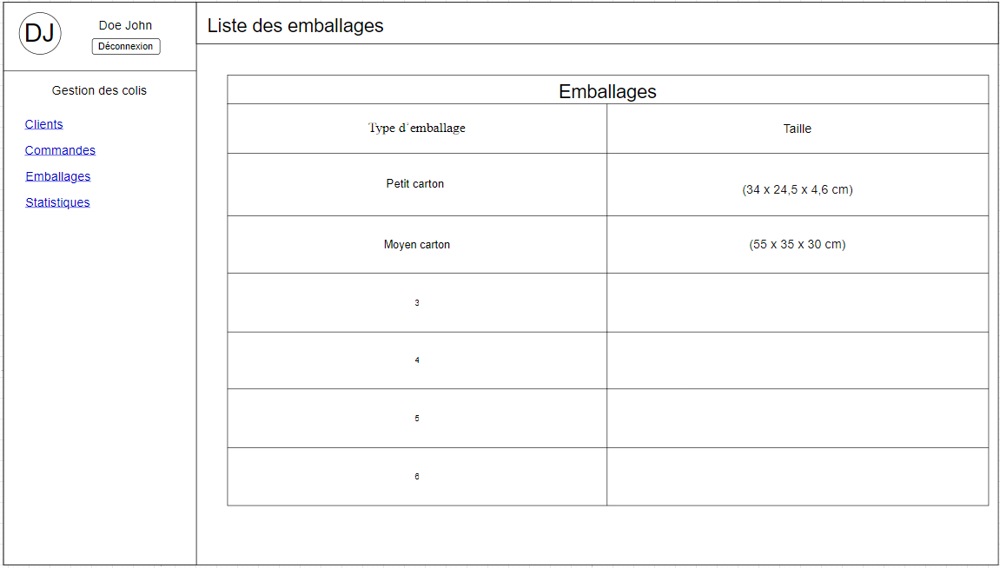 DJ
Doe John
Déconnexion
Liste des emballages
Gestion des colis
Clients
Commandes
Emballages
Statistiques
Emballages
Type d'emballage
Taille
Petit carton
(34 x 24,5 x 4,6 cm)
Moyen carton
(55 x 35 x 30 cm)
3
4
5
6